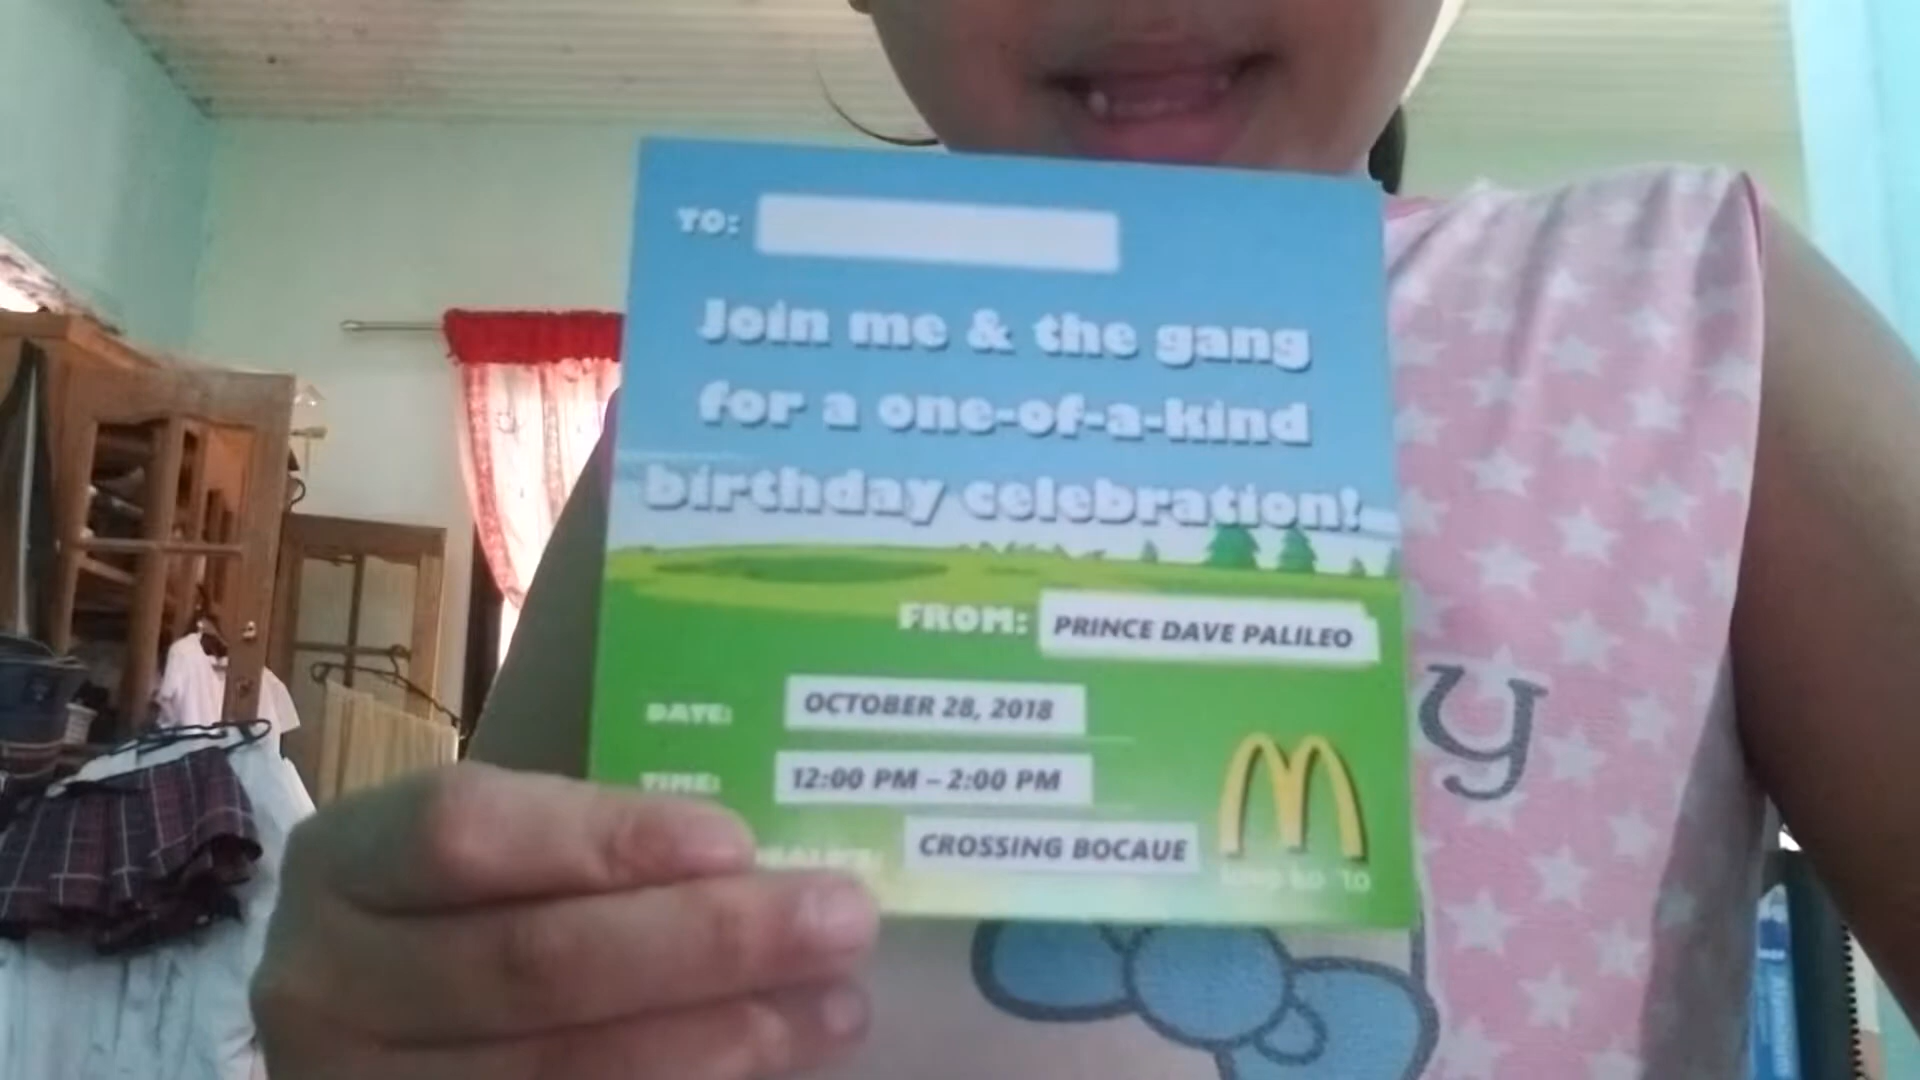 TO:
Join me & the gang
for a one-of-a-kind
birthday celebration!
FROM: PRINCE DAVE PALILEO
DATE: OCTOBER 28, 2018
TIME: 12:00 PM – 2:00 PM
CROSSING BOCAUE
y